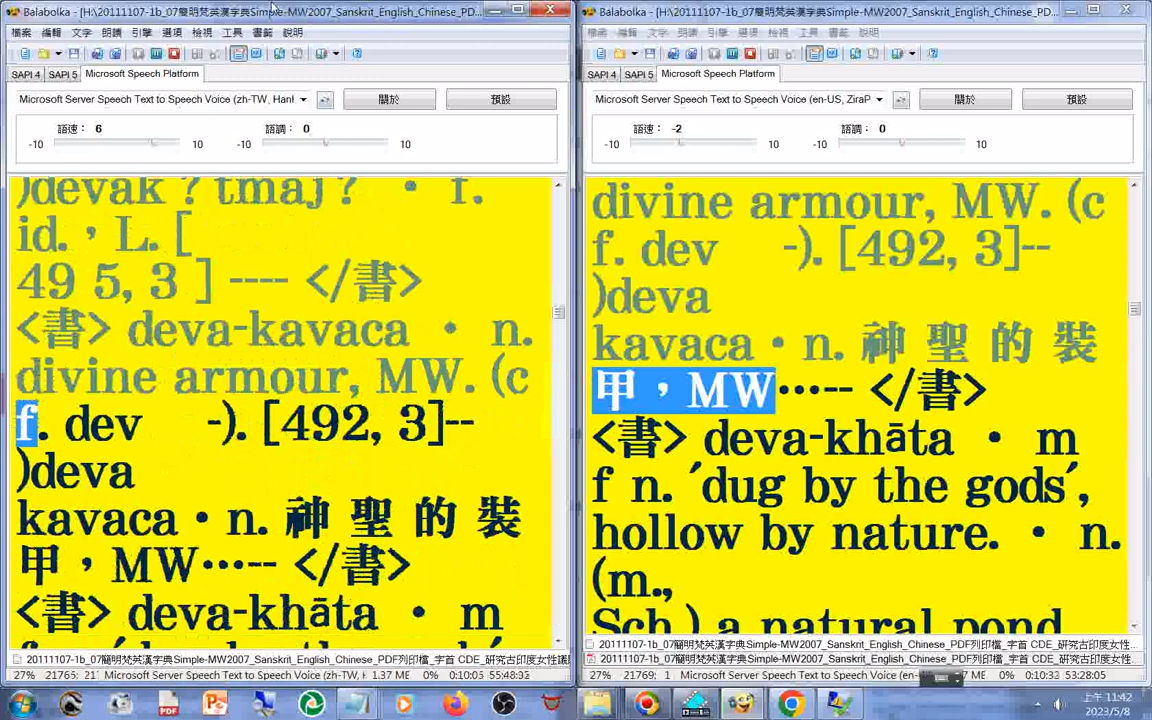 Balabolka - [H:\20111107-1b_07簡明梵英漢字典Simple-MW2007_Sanskrit_English_Chinese_PD...
檔案 編輯 文字 朗讀 引擎 選項 檢視 工具 書籤 說明
SAPI 4 SAPI 5 Microsoft Speech Platform
Microsoft Server Speech Text to Speech Voice (zh-TW, Hanl
關於
預設
語速： 6
語調： 0
-10 10 -10 10
)devak ? tmaj ? • f.
id.，L. [
49 5, 3 ] ---- </書>
<書> deva-kavaca • n.
divine armour, MW. (c
f. dev -). [492, 3]--
)deva
kavaca • n. 神 聖 的 裝
甲，MW…-- </書>
<書> deva-khāta • m
20111107-1b_07簡明梵英漢字典Simple-MW2007_Sanskrit_English_Chinese_PDF列印檔_字首 CDE_研究古印度女性議
27% 21765: 21 Microsoft Server Speech Text to Speech Voice (zh-TW, H 1.37 ME 0% 0:10:05 55:48:32
Balabolka - [H:\20111107-1b_07簡明梵英漢字典Simple-MW2007_Sanskrit_English_Chinese_PD...
檔案 編輯 文字 朗讀 引擎 選項 檢視 工具 書籤 說明
SAPI 4 SAPI 5 Microsoft Speech Platform
Microsoft Server Speech Text to Speech Voice (en-US, ZiraP
關於
預設
語速： -2
語調： 0
-10 10 -10 10
divine armour, MW. (c
f. dev -). [492, 3]--
)deva
kavaca • n. 神 聖 的 裝
甲，MW…-- </書>
<書> deva-khāta • m
f n. ′dug by the gods′,
hollow by nature. • n.
(m.,
Sch.) a natural pond
20111107-1b_07簡明梵英漢字典Simple-MW2007_Sanskrit_English_Chinese_PDF列印檔_字首 CDE_研究古印度女性...
20111107-1b_07簡明梵英漢字典Simple-MW2007_Sanskrit_English_Chinese_PDF列印檔_字首 CDE_研究古印度女性...
27% 21769: 1 Microsoft Server Speech Text to Speech Voice (en- ME 0% 0:10:33 53:28:05
PDF
上午 11:42
2023/5/8